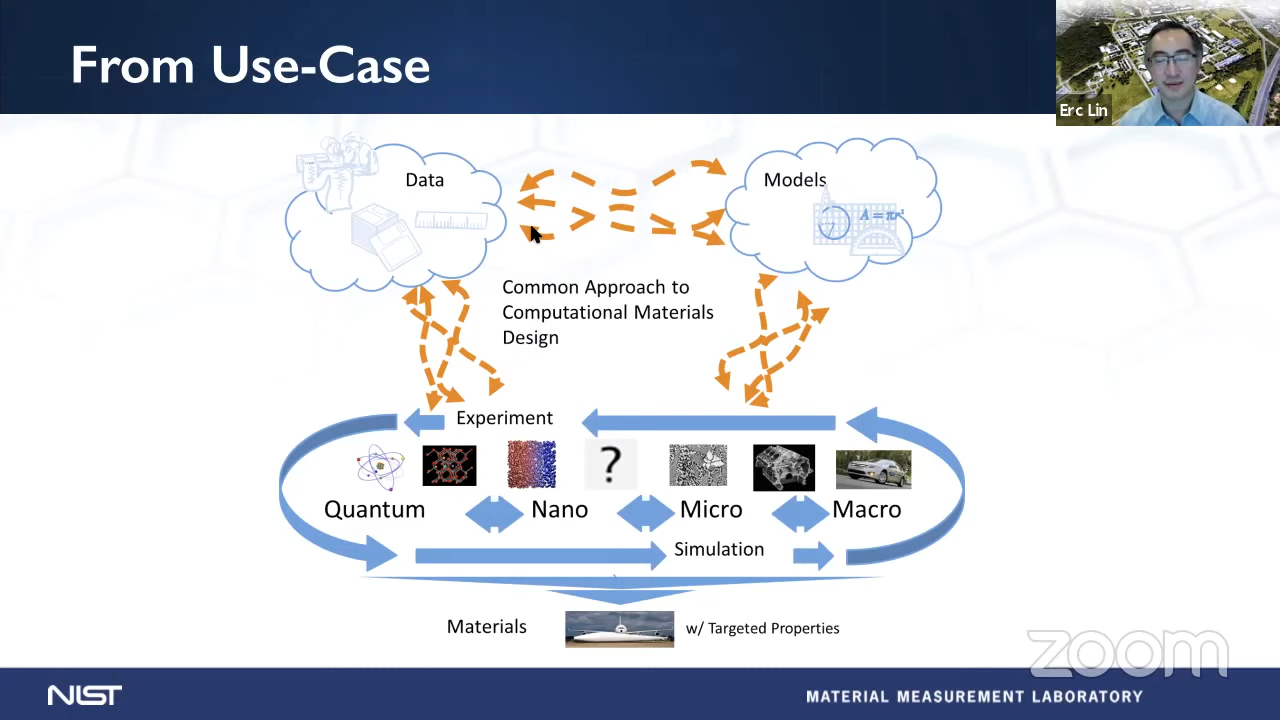 From Use-Case
Erc Lin
Data
Models
A = πr²
Common Approach to
Computational Materials
Design
Experiment
?
Quantum
Nano
Micro
Macro
Simulation
Materials
w/ Targeted Properties
zoom
NIST
MATERIAL MEASUREMENT LABORATORY